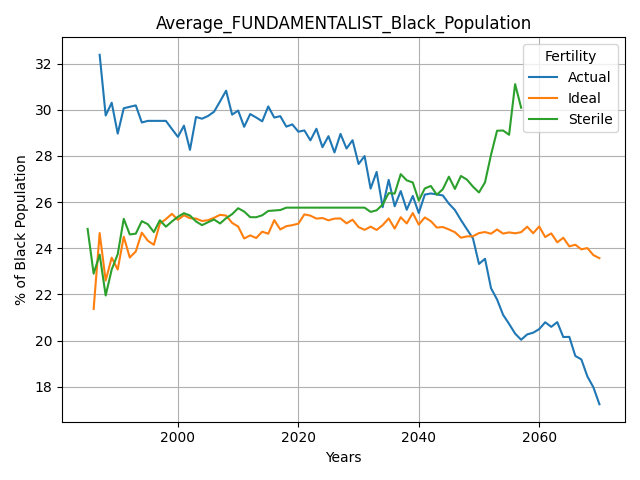 Average_FUNDAMENTALIST_Black_Population
Fertility
Actual
Ideal
Sterile
% of Black Population
32
30
28
26
24
22
20
18
2000 2020 2040 2060
Years